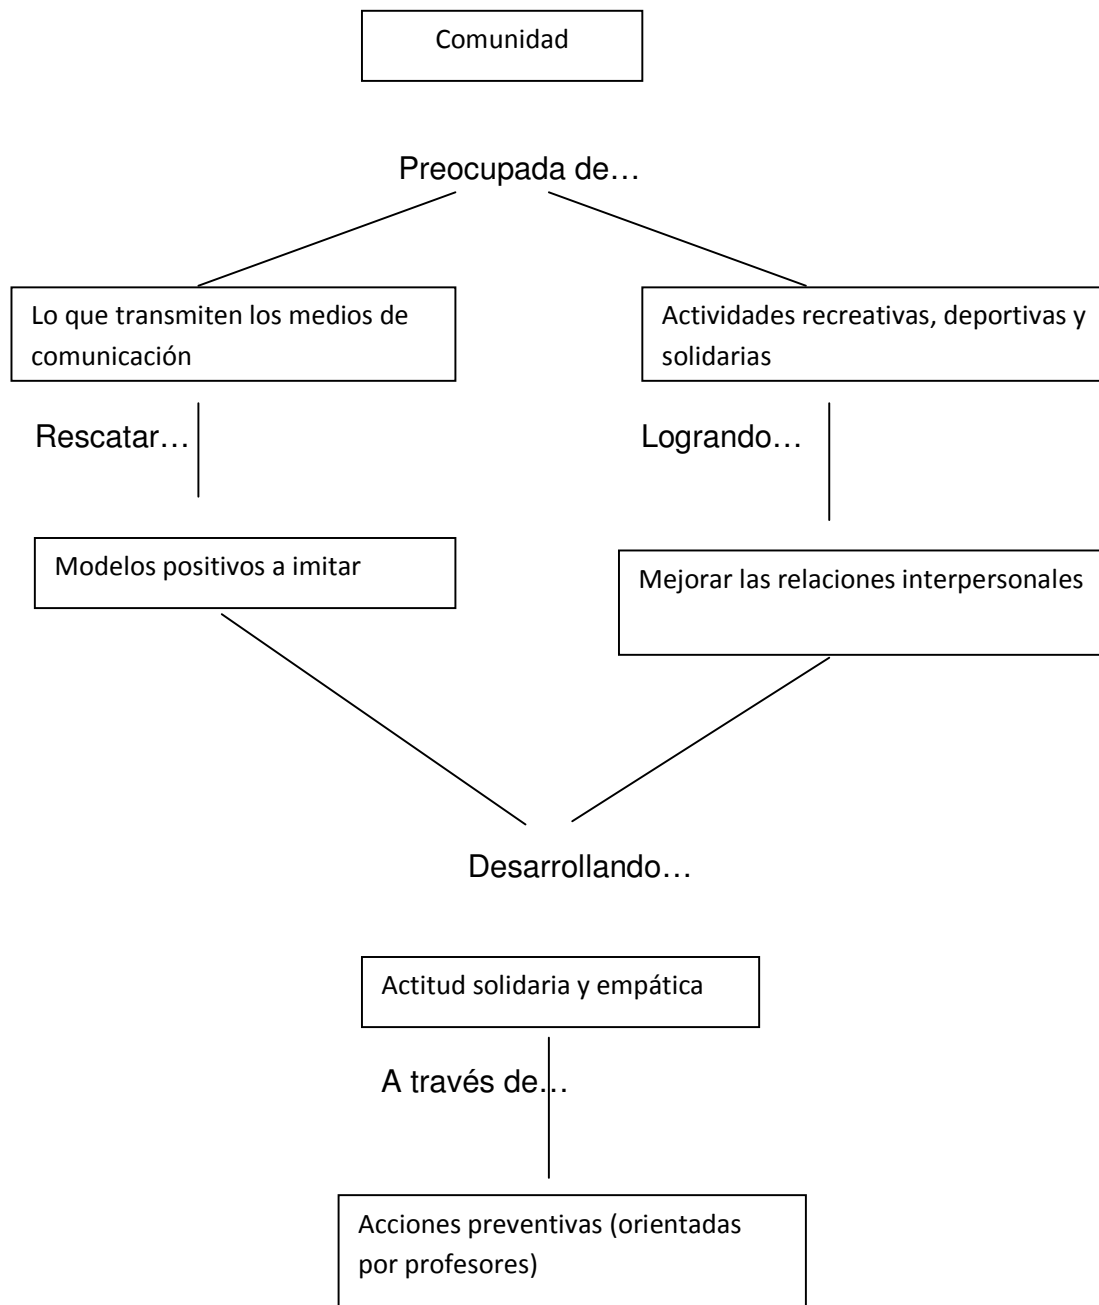 Comunidad
Preocupada de…
Lo que transmiten los medios de
comunicación
Actividades recreativas, deportivas y
solidarias
Rescatar…
Logrando…
Modelos positivos a imitar
Mejorar las relaciones interpersonales
Desarrollando…
Actitud solidaria y empática
A través de…
Acciones preventivas (orientadas
por profesores)